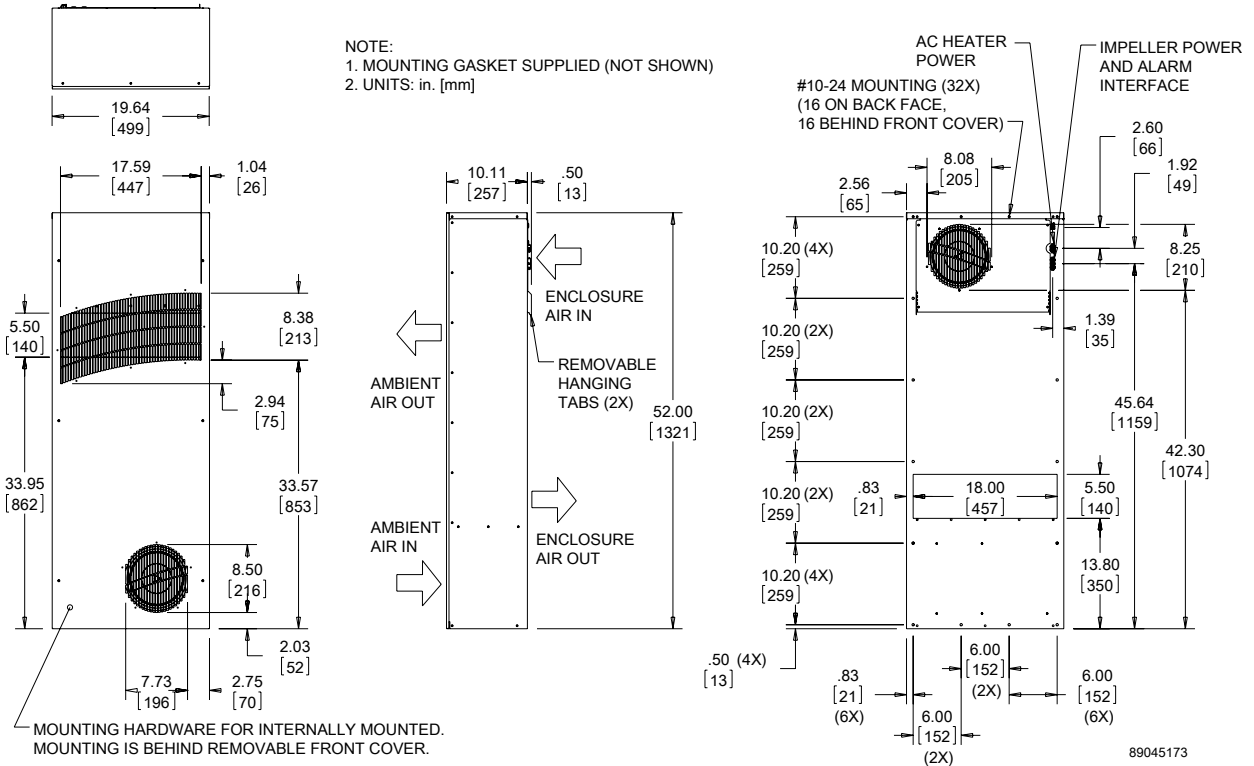 NOTE:
1. MOUNTING GASKET SUPPLIED (NOT SHOWN)
2. UNITS: in. [mm]
19.64
[499]
17.59
[447]
1.04
[26]
5.50
[140]
8.38
[213]
2.94
[75]
33.95
[862]
33.57
[853]
8.50
[216]
2.03
[52]
7.73
[196]
2.75
[70]
MOUNTING HARDWARE FOR INTERNALLY MOUNTED.
MOUNTING IS BEHIND REMOVABLE FRONT COVER.
10.11
[257]
.50
[13]
ENCLOSURE
AIR IN
AMBIENT
AIR OUT
REMOVABLE
HANGING
TABS (2X)
52.00
[1321]
AMBIENT
AIR IN
ENCLOSURE
AIR OUT
AC HEATER
POWER
IMPELLER POWER
AND ALARM
INTERFACE
#10-24 MOUNTING (32X)
(16 ON BACK FACE,
16 BEHIND FRONT COVER)
2.60
[66]
8.08
[205]
1.92
[49]
2.56
[65]
10.20 (4X)
[259]
8.25
[210]
10.20 (2X)
[259]
1.39
[35]
10.20 (2X)
[259]
45.64
[1159]
42.30
[1074]
10.20 (2X)
[259]
.83
[21]
18.00
[457]
5.50
[140]
10.20 (4X)
[259]
13.80
[350]
.50 (4X)
[13]
.83
[21]
(6X)
6.00
[152]
(2X)
6.00
[152]
(2X)
6.00
[152]
(6X)
89045173